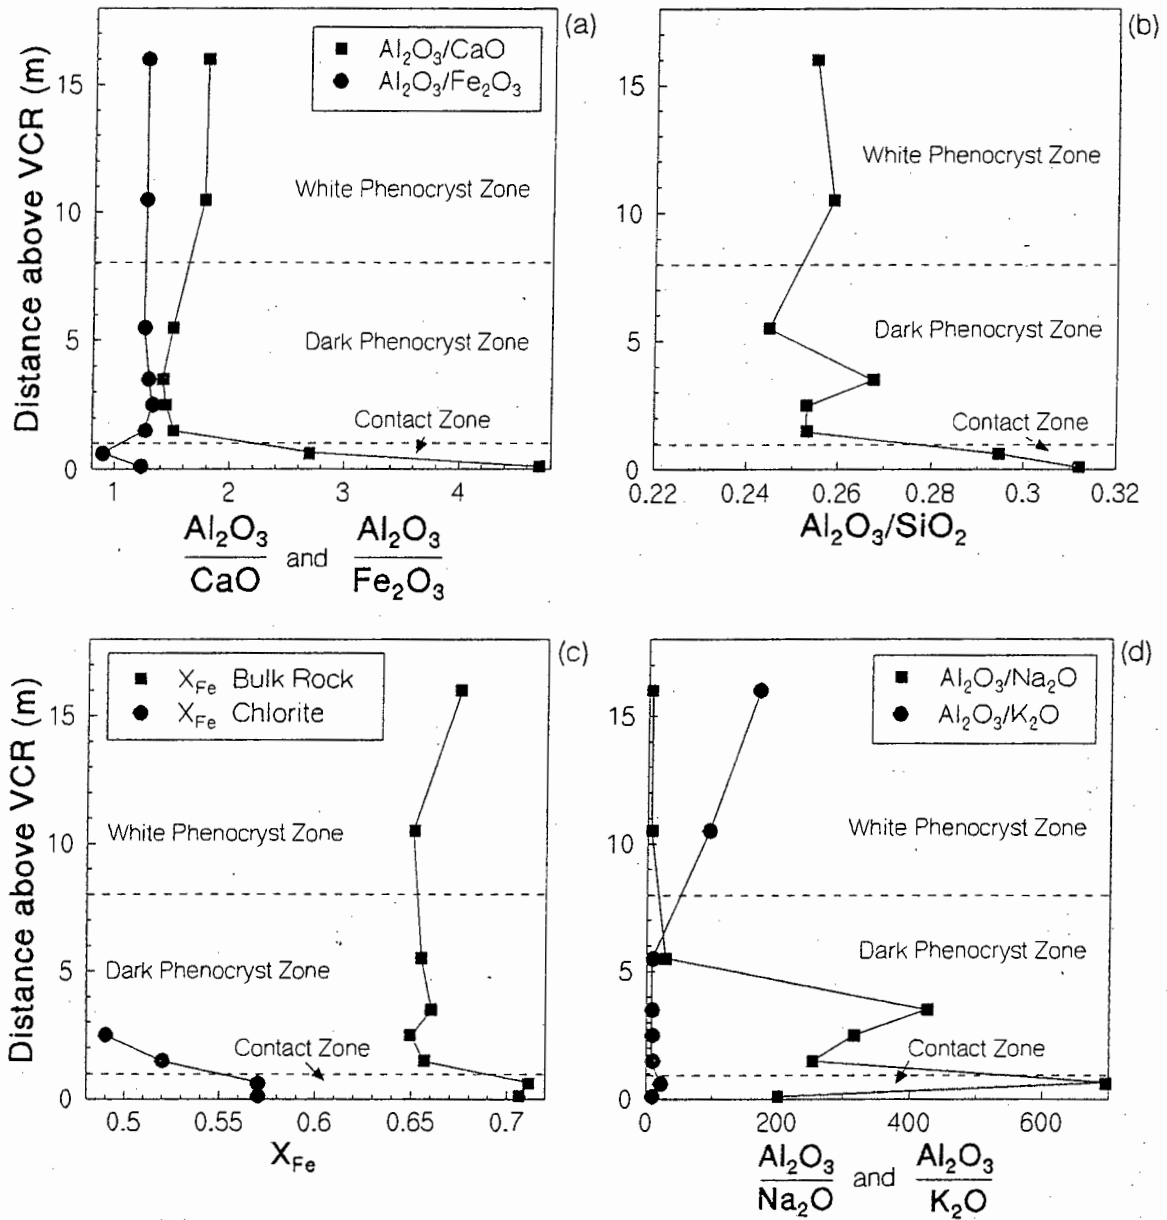 (a)
Al₂O₃/CaO
Al₂O₃/Fe₂O₃
Distance above VCR (m)
15
10
5
0
White Phenocryst Zone
Dark Phenocryst Zone
Contact Zone
1 2 3 4
Al₂O₃
CaO
and
Al₂O₃
Fe₂O₃
(b)
15
10
5
0
White Phenocryst Zone
Dark Phenocryst Zone
Contact Zone
0.22 0.24 0.26 0.28 0.3 0.32
Al₂O₃/SiO₂
(c)
X_Fe Bulk Rock
X_Fe Chlorite
Distance above VCR (m)
15
10
5
0
White Phenocryst Zone
Dark Phenocryst Zone
Contact Zone
0.5 0.55 0.6 0.65 0.7
X_Fe
(d)
Al₂O₃/Na₂O
Al₂O₃/K₂O
15
10
5
0
White Phenocryst Zone
Dark Phenocryst Zone
Contact Zone
0 200 400 600
Al₂O₃
Na₂O
and
Al₂O₃
K₂O